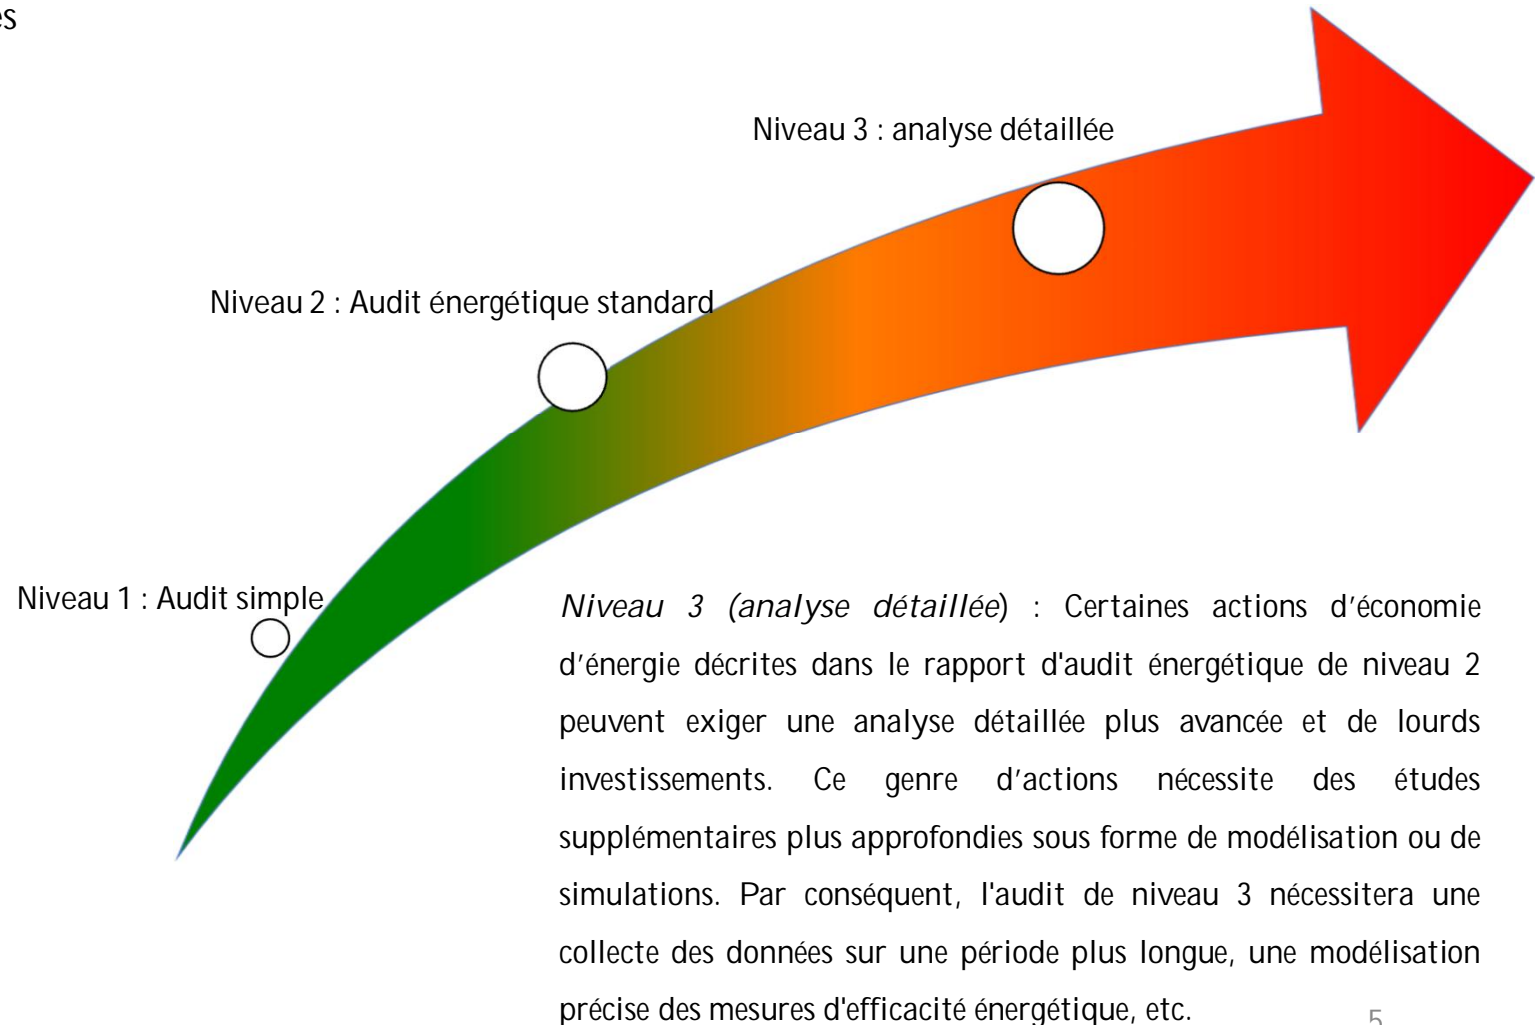 Niveau 3 : analyse détaillée
Niveau 2 : Audit énergétique standard
Niveau 1 : Audit simple
Niveau 3 (analyse détaillée) : Certaines actions d’économie
d’énergie décrites dans le rapport d'audit énergétique de niveau 2
peuvent exiger une analyse détaillée plus avancée et de lourds
investissements. Ce genre d’actions nécessite des études
supplémentaires plus approfondies sous forme de modélisation ou de
simulations. Par conséquent, l'audit de niveau 3 nécessitera une
collecte des données sur une période plus longue, une modélisation
précise des mesures d'efficacité énergétique, etc.
5